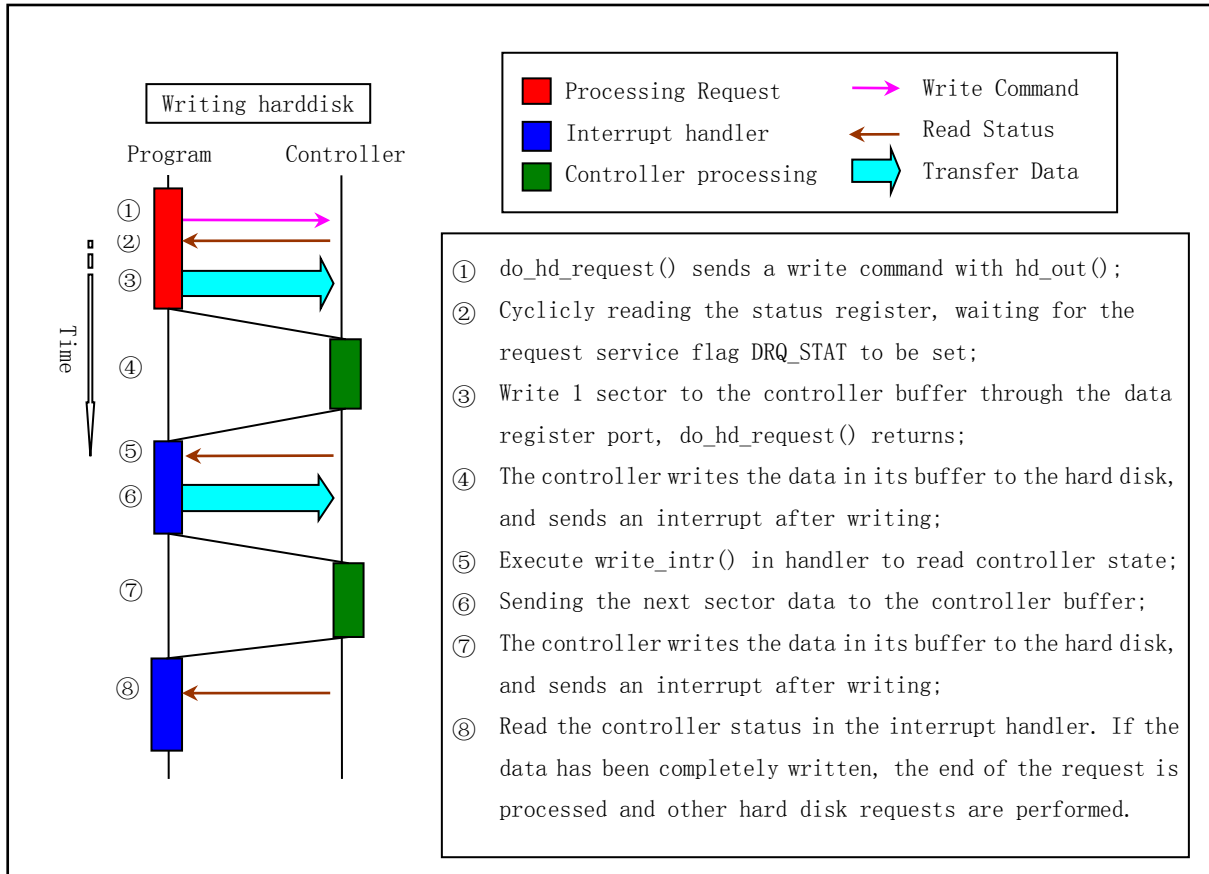 Writing harddisk
Program
Controller
Processing Request
Interrupt handler
Controller processing
Write Command
Read Status
Transfer Data
①
②
③
④
⑤
⑥
⑦
⑧
Time
① do_hd_request() sends a write command with hd_out();
② Cyclicly reading the status register, waiting for the
request service flag DRQ_STAT to be set;
③ Write 1 sector to the controller buffer through the data
register port, do_hd_request() returns;
④ The controller writes the data in its buffer to the hard disk,
and sends an interrupt after writing;
⑤ Execute write_intr() in handler to read controller state;
⑥ Sending the next sector data to the controller buffer;
⑦ The controller writes the data in its buffer to the hard disk,
and sends an interrupt after writing;
⑧ Read the controller status in the interrupt handler. If the
data has been completely written, the end of the request is
processed and other hard disk requests are performed.